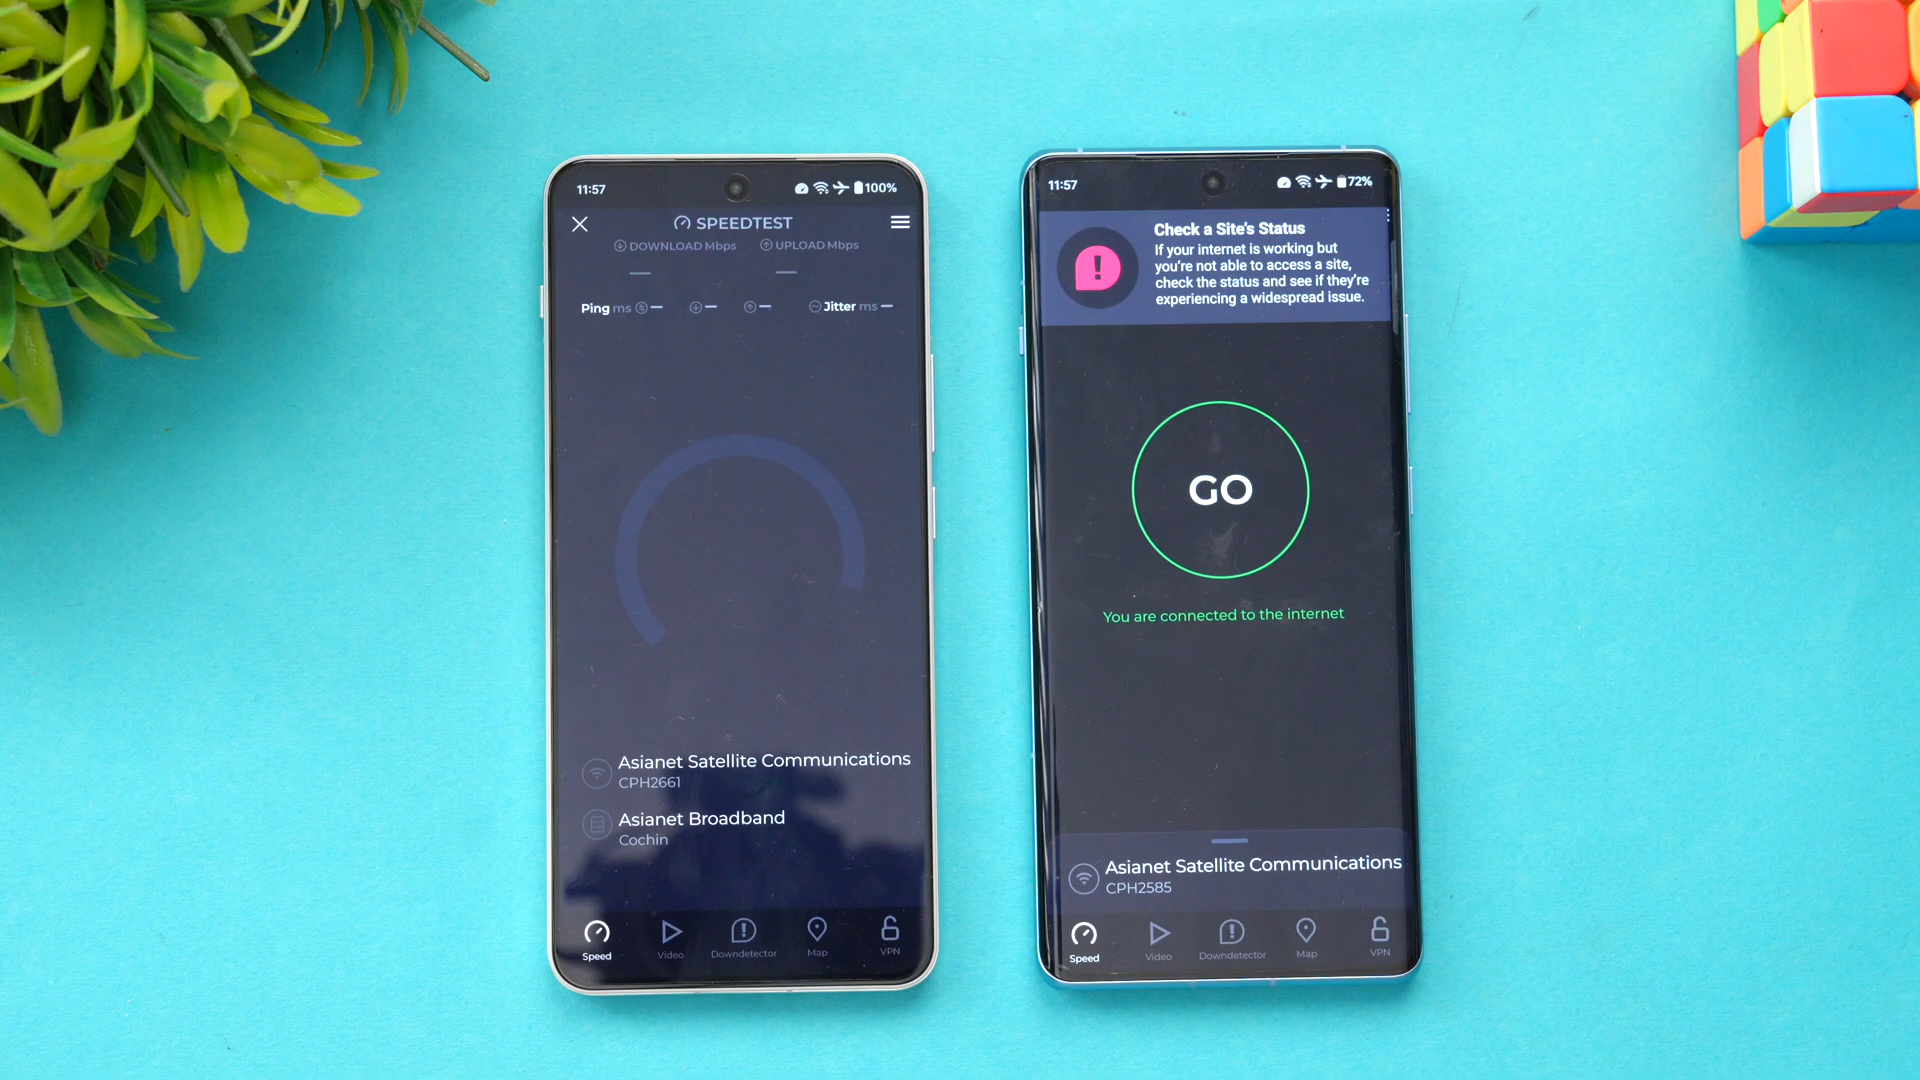 11:57
100%
SPEEDTEST
DOWNLOAD Mbps
UPLOAD Mbps
Ping ms
Jitter ms
Asianet Satellite Communications
CPH2661
Asianet Broadband
Cochin
Speed
Video
Downdetector
Map
VPN
11:57
72%
Check a Site's Status
If your internet is working but
you're not able to access a site,
check the status and see if they're
experiencing a widespread issue.
GO
You are connected to the internet
Asianet Satellite Communications
CPH2585
Speed
Video
Downdetector
Map
VPN